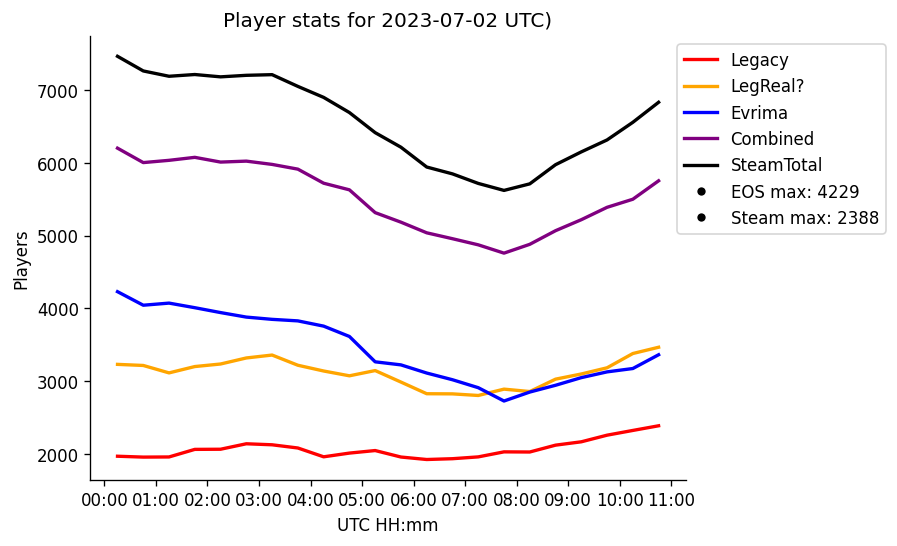 Player stats for 2023-07-02 UTC)
Legacy
LegReal?
Evrima
Combined
SteamTotal
EOS max: 4229
Steam max: 2388
7000
6000
5000
4000
3000
2000
Players
00:00 01:00 02:00 03:00 04:00 05:00 06:00 07:00 08:00 09:00 10:00 11:00
UTC HH:mm